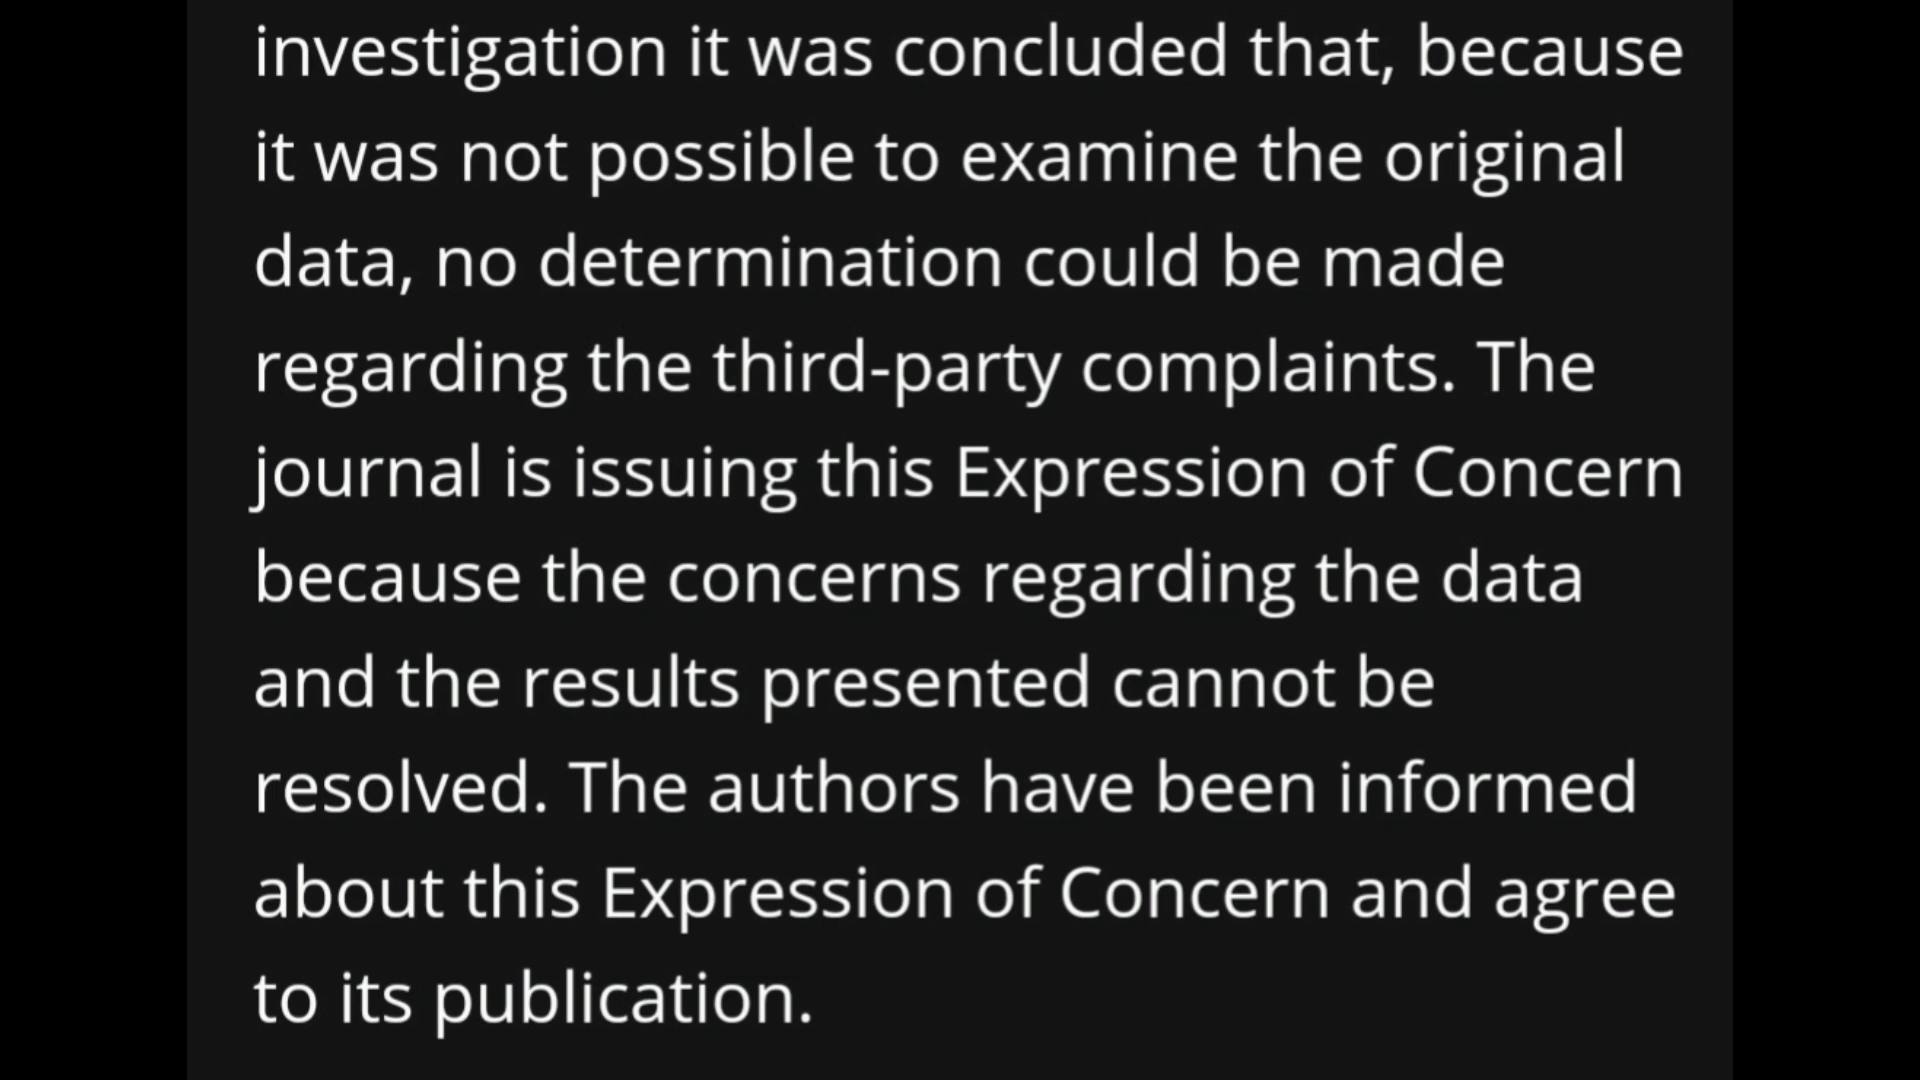 investigation it was concluded that, because
it was not possible to examine the original
data, no determination could be made
regarding the third-party complaints. The
journal is issuing this Expression of Concern
because the concerns regarding the data
and the results presented cannot be
resolved. The authors have been informed
about this Expression of Concern and agree
to its publication.